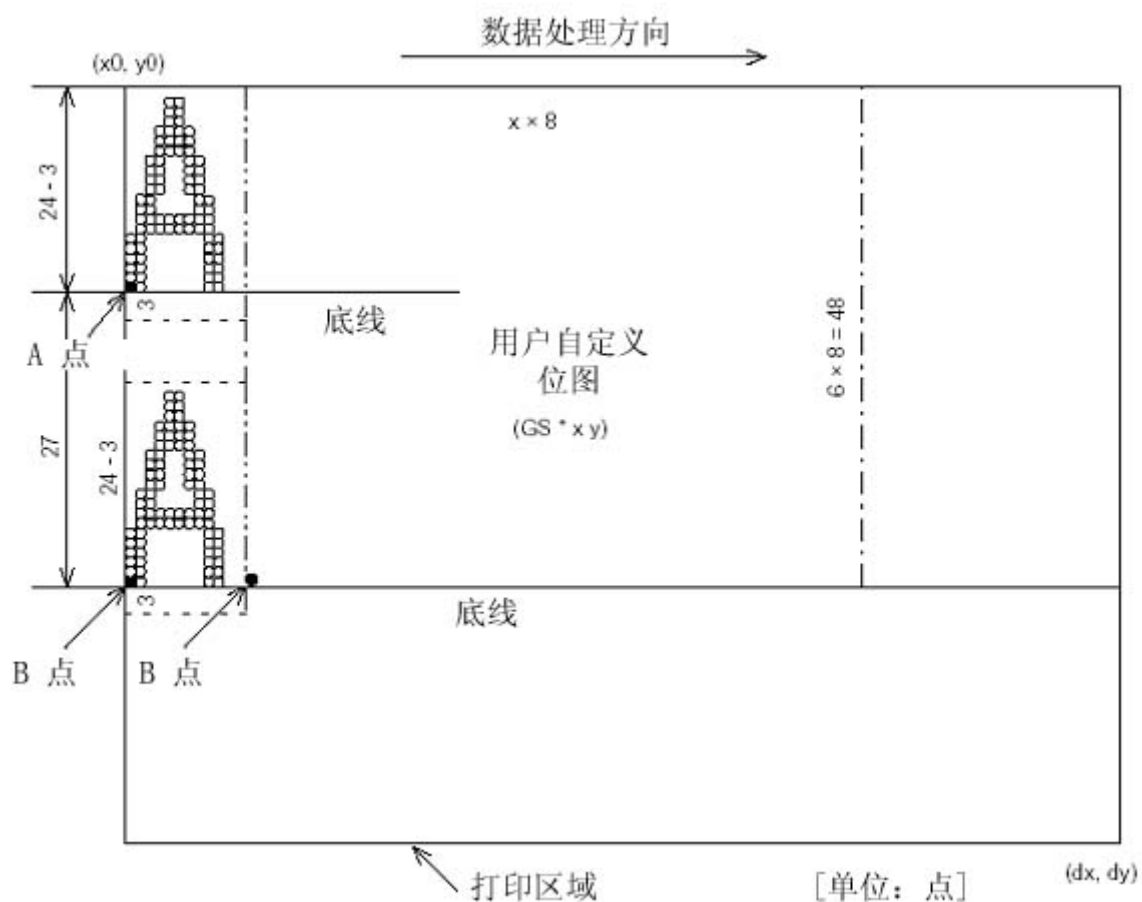 数据处理方向
(x0, y0)
x × 8
24 - 3
3
底线
A 点
用户自定义
位图
(GS * x y)
6 × 8 = 48
27
24 - 3
3
底线
B 点
B 点
打印区域
[单位：点]
(dx, dy)